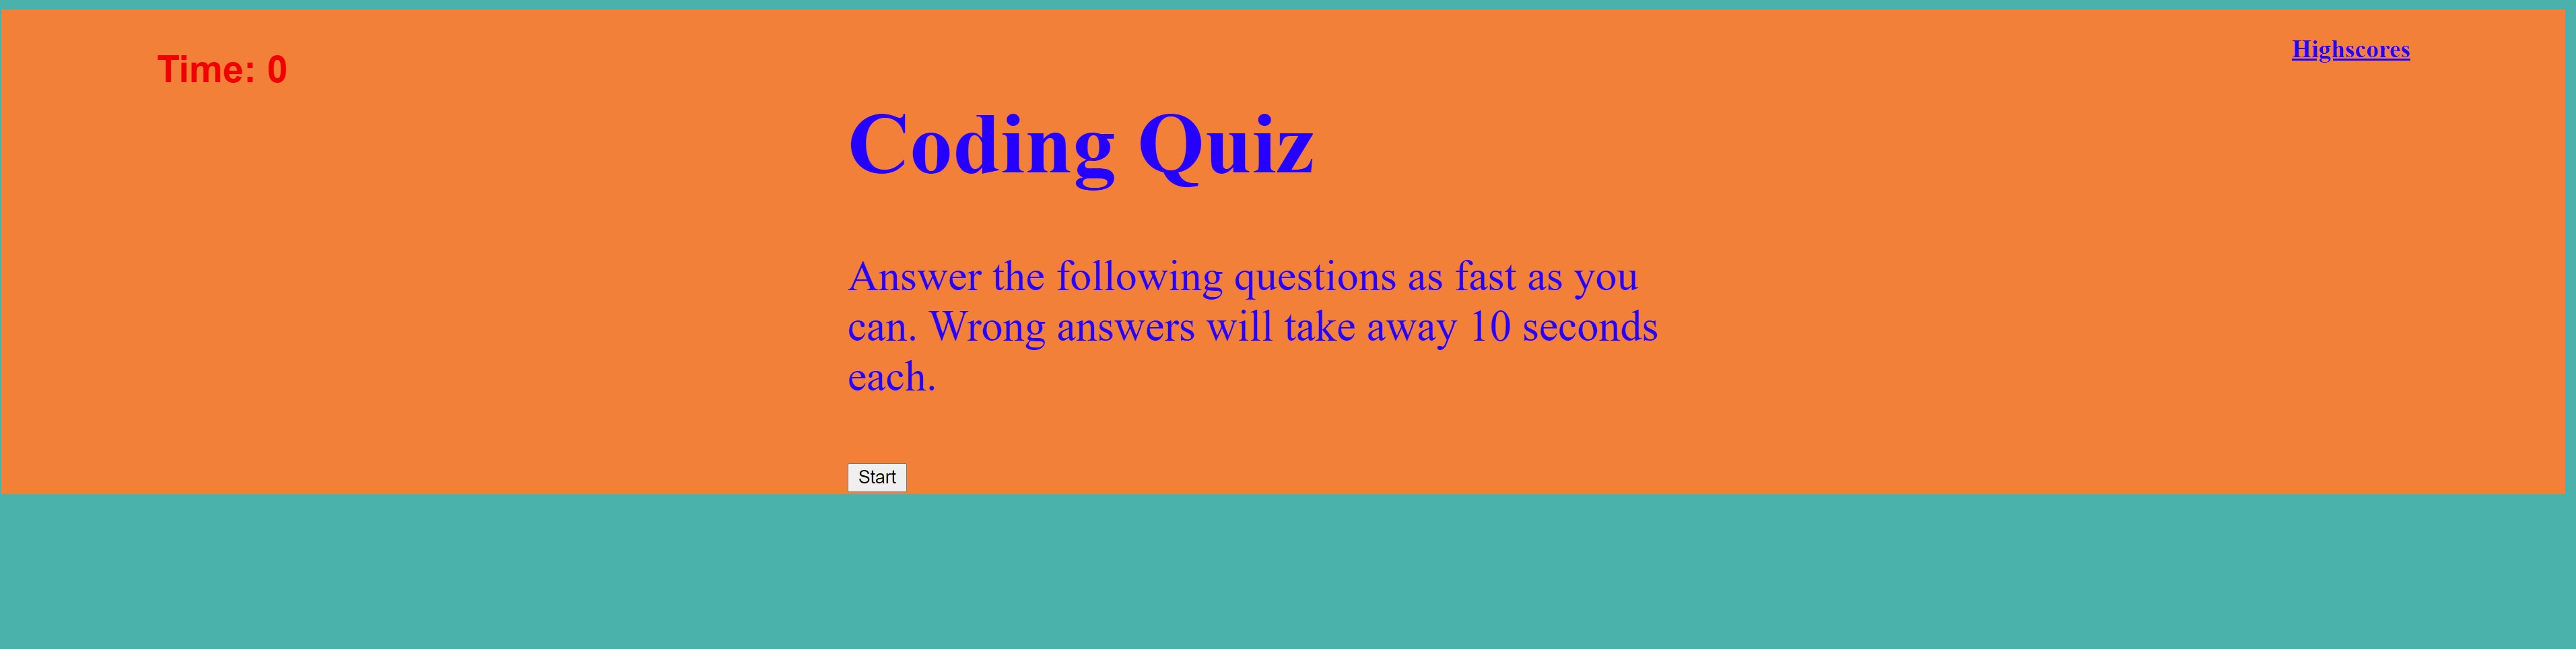 Time: 0
Highscores
Coding Quiz
Answer the following questions as fast as you
can. Wrong answers will take away 10 seconds
each.
Start